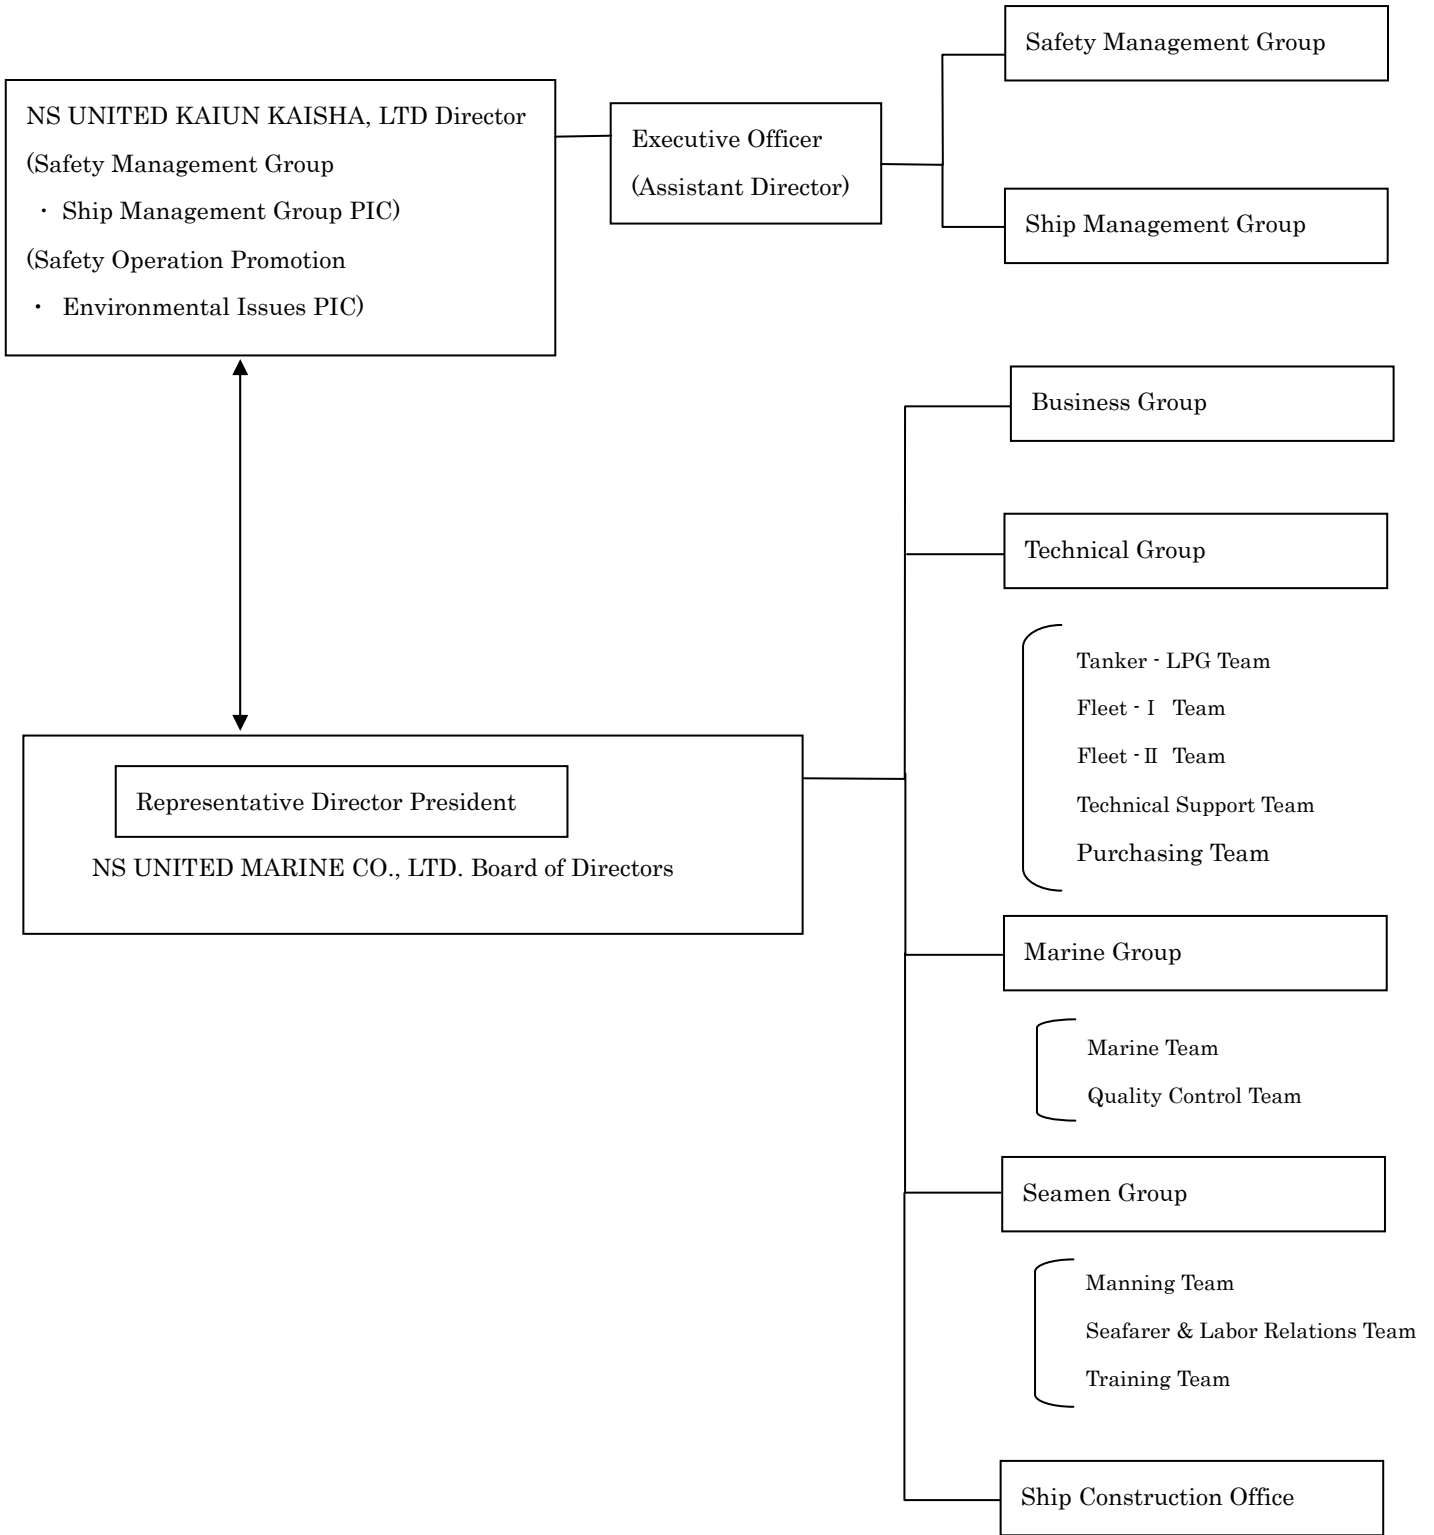 Safety Management Group
NS UNITED KAIUN KAISHA, LTD Director
(Safety Management Group
・ Ship Management Group PIC)
(Safety Operation Promotion
・ Environmental Issues PIC)
Executive Officer
(Assistant Director)
Ship Management Group
Business Group
Technical Group
Tanker - LPG Team
Fleet - Ⅰ Team
Fleet - Ⅱ Team
Technical Support Team
Purchasing Team
Representative Director President
NS UNITED MARINE CO., LTD. Board of Directors
Marine Group
Marine Team
Quality Control Team
Seamen Group
Manning Team
Seafarer & Labor Relations Team
Training Team
Ship Construction Office